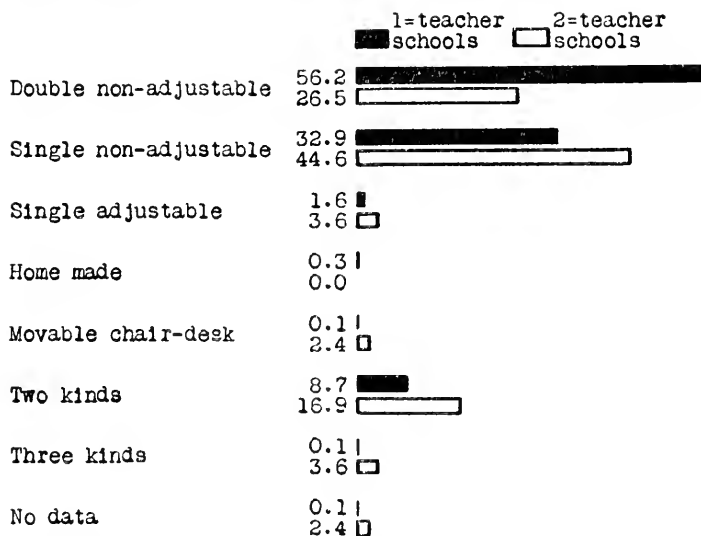 1=teacher schools 2=teacher schools
Double non-adjustable 56.2
26.5
Single non-adjustable 32.9
44.6
Single adjustable 1.6
3.6
Home made 0.3
0.0
Movable chair-desk 0.1
2.4
Two kinds 8.7
16.9
Three kinds 0.1
3.6
No data 0.1
2.4